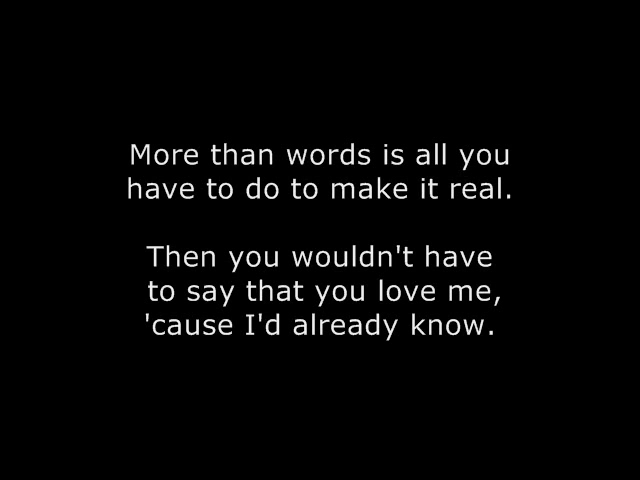 More than words is all you
have to do to make it real.
Then you wouldn't have
to say that you love me,
'cause I'd already know.